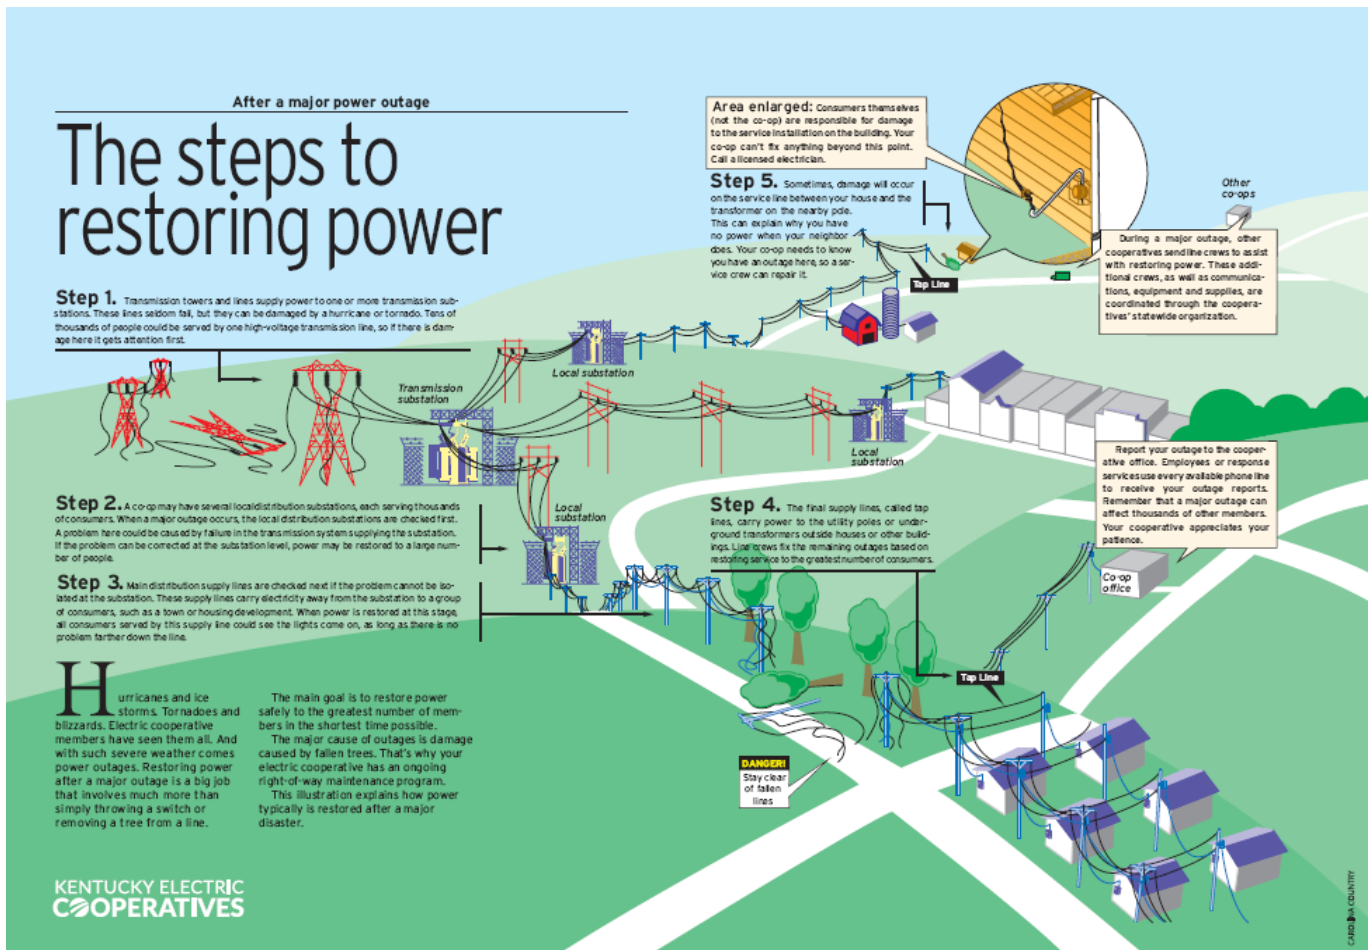 After a major power outage
The steps to
restoring power
Step 1. Transmission towers and lines supply power to one or more transmission sub-
stations. These lines seldom fail, but they can be damaged by a hurricane or tornado. Tens of
thousands of people could be served by one high-voltage transmission line, so if there is dam-
age here it gets attention first.
Step 2. A co-op may have several local distribution substations, each serving thousands
of consumers. When a major outage occurs, the local distribution substations are checked first.
A problem here could be caused by failure in the transmission system supplying the substation.
If the problem can be corrected at the substation level, power may be restored to a large num-
ber of people.
Step 3. Main distribution supply lines are checked next if the problem cannot be iso-
lated at the substation. These supply lines carry electricity away from the substation to a group
of consumers, such as a town or housing development. When power is restored at this stage,
all consumers served by this supply line could see the lights come on, as long as there is no
problem farther down the line.
Hurricanes and ice
storms. Tornadoes and
blizzards. Electric cooperative
members have seen them all. And
with such severe weather comes
power outages. Restoring power
after a major outage is a big job
that involves much more than
simply throwing a switch or
removing a tree from a line.
The main goal is to restore power
safely to the greatest number of mem-
bers in the shortest time possible.
The major cause of outages is damage
caused by fallen trees. That's why your
electric cooperative has an ongoing
right-of-way maintenance program.
This illustration explains how power
typically is restored after a major
disaster.
KENTUCKY ELECTRIC
COOPERATIVES
Area enlarged: Consumers themselves
(not the co-op) are responsible for damage
to the service installation on the building. Your
co-op can't fix anything beyond this point.
Call a licensed electrician.
Step 5. Sometimes, damage will occur
on the service line between your house and the
transformer on the nearby pole.
This can explain why you have
no power when your neighbor
does. Your co-op needs to know
you have an outage here, so a ser-
vice crew can repair it.
Tap Line
Other
co-ops
During a major outage, other
cooperatives send line crews to assist
with restoring power. These addi-
tional crews, as well as communica-
tions, equipment and supplies, are
coordinated through the coopera-
tives' statewide organization.
Local substation
Transmission
substation
Local
substation
Local
substation
Step 4. The final supply lines, called tap
lines, carry power to the utility poles or under-
ground transformers outside houses or other build-
ings. Line crews fix the remaining outages based on
restoring service to the greatest number of consumers.
Report your outage to the cooper-
ative office. Employees or response
services use every available phone line
to receive your outage reports.
Remember that a major outage can
affect thousands of other members.
Your cooperative appreciates your
patience.
Co-op
office
Tap Line
DANGER!
Stay clear
of fallen
lines
CAROLINA COUNTRY